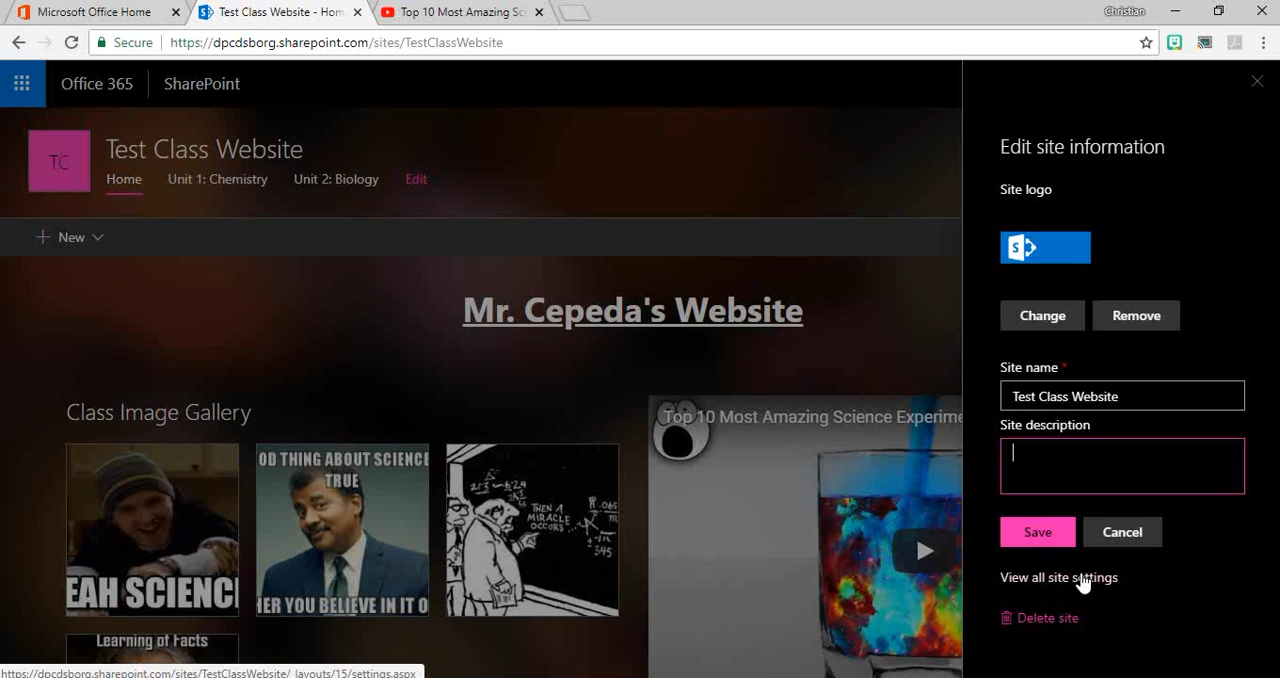 Microsoft Office Home
Test Class Website - Hom
Top 10 Most Amazing Sc
Christian
Secure
https://dpcdsborg.sharepoint.com/sites/TestClassWebsite
Office 365
SharePoint
TC
Test Class Website
Home
Unit 1: Chemistry
Unit 2: Biology
Edit
New
Mr. Cepeda's Website
Class Image Gallery
EAH SCIENC
OD THING ABOUT SCIENCE
TRUE
HER YOU BELIEVE IN IT O
THEN A
MIRACLE
OCCURS
Learning of Facts
Top 10 Most Amazing Science Experime
Edit site information
Site logo
S
Change
Remove
Site name *
Test Class Website
Site description
Save
Cancel
View all site settings
Delete site
https://dpcdsborg.sharepoint.com/sites/TestClassWebsite/_layouts/15/settings.aspx